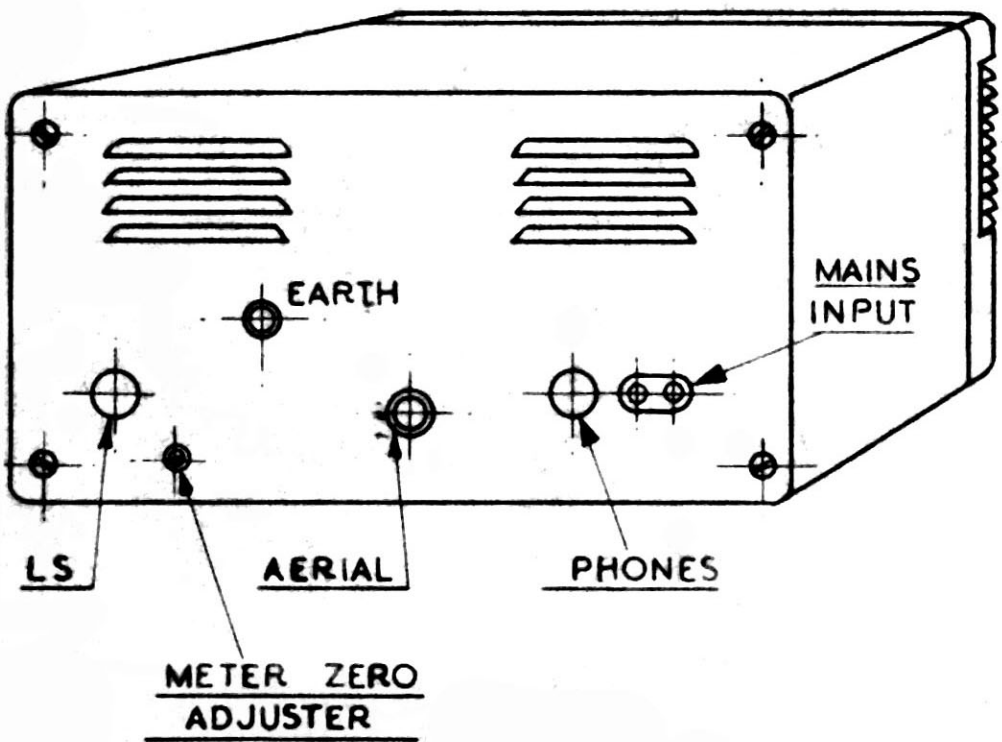 EARTH
MAINS
INPUT
LS
AERIAL
PHONES
METER ZERO
ADJUSTER